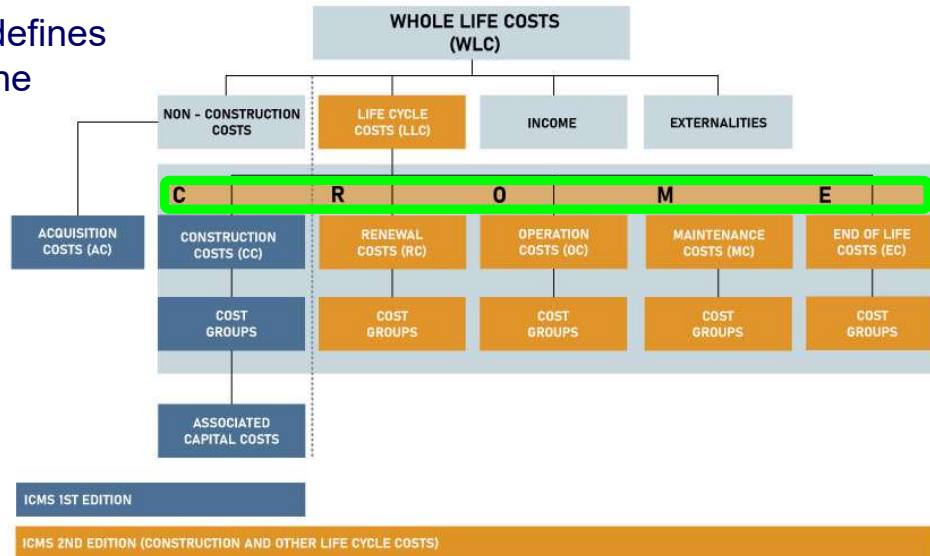 defines
ne
WHOLE LIFE COSTS
(WLC)
NON - CONSTRUCTION
COSTS
LIFE CYCLE
COSTS (LLC)
INCOME
EXTERNALITIES
C R O M E
ACQUISITION
COSTS (AC)
CONSTRUCTION
COSTS (CC)
RENEWAL
COSTS (RC)
OPERATION
COSTS (OC)
MAINTENANCE
COSTS (MC)
END OF LIFE
COSTS (EC)
COST
GROUPS
COST
GROUPS
COST
GROUPS
COST
GROUPS
COST
GROUPS
ASSOCIATED
CAPITAL COSTS
ICMS 1ST EDITION
ICMS 2ND EDITION (CONSTRUCTION AND OTHER LIFE CYCLE COSTS)